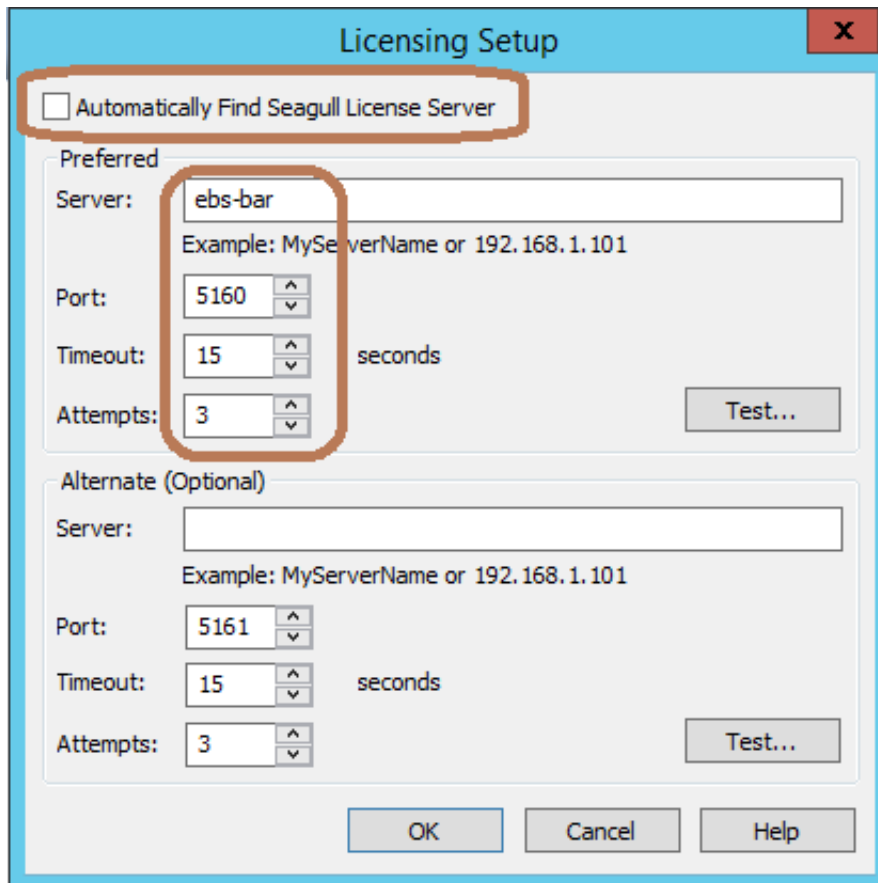 Licensing Setup
x
Automatically Find Seagull License Server
Preferred
Server: ebs-bar
Example: MyServerName or 192.168.1.101
Port: 5160
Timeout: 15 seconds
Attempts: 3 Test...
Alternate (Optional)
Server:
Example: MyServerName or 192.168.1.101
Port: 5161
Timeout: 15 seconds
Attempts: 3 Test...
OK Cancel Help